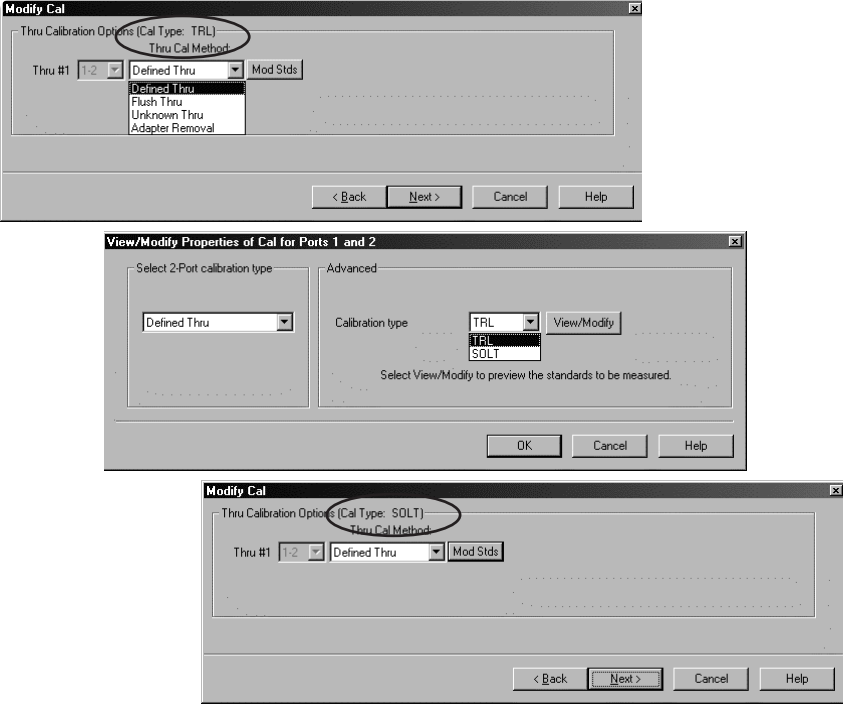 Modify Cal
Thru Calibration Options (Cal Type: TRL)
Thru Cal Method:
Thru #1 1-2 Defined Thru Mod Stds
Defined Thru
Flush Thru
Unknown Thru
Adapter Removal
< Back Next > Cancel Help
View/Modify Properties of Cal for Ports 1 and 2
Select 2-Port calibration type
Defined Thru
Advanced
Calibration type TRL View/Modify
TRL
SOLT
Select View/Modify to preview the standards to be measured.
OK Cancel Help
Modify Cal
Thru Calibration Options (Cal Type: SOLT)
Thru Cal Method:
Thru #1 1-2 Defined Thru Mod Stds
< Back Next > Cancel Help